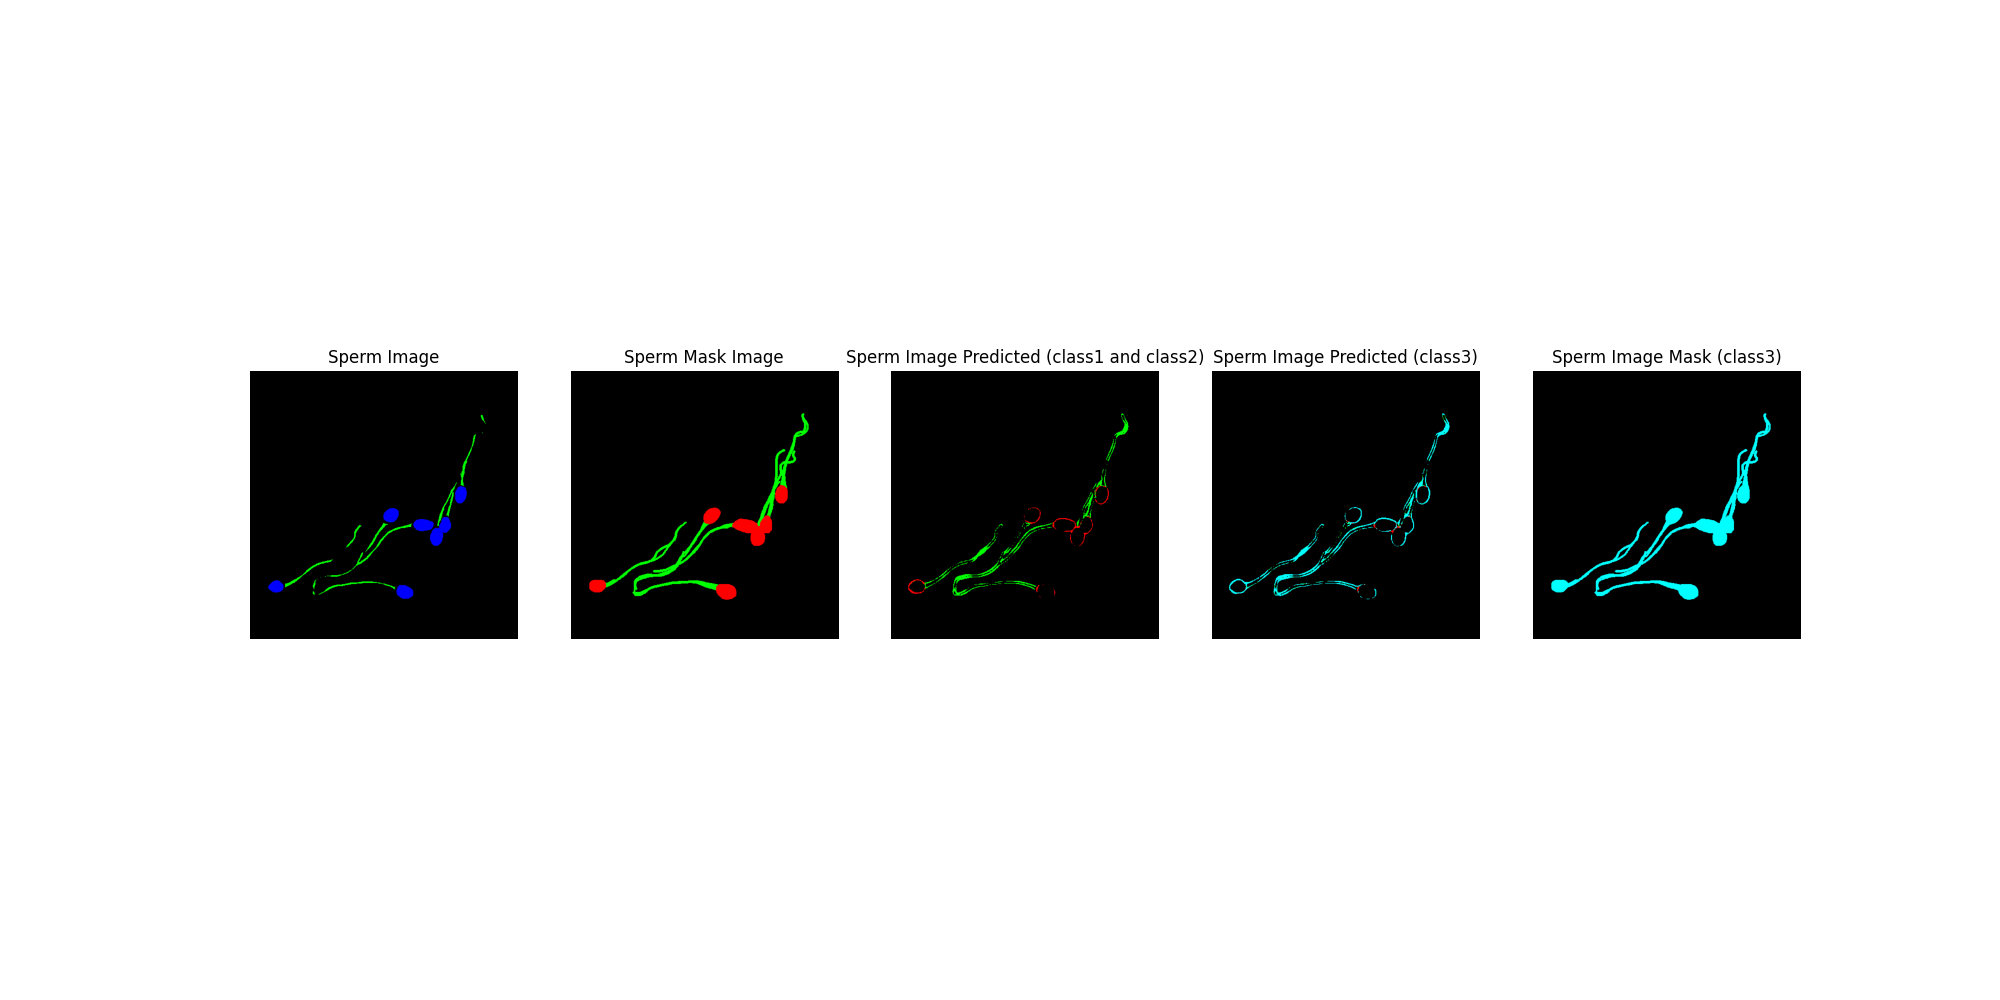 Sperm Image
Sperm Mask Image
Sperm Image Predicted (class1 and class2)
Sperm Image Predicted (class3)
Sperm Image Mask (class3)